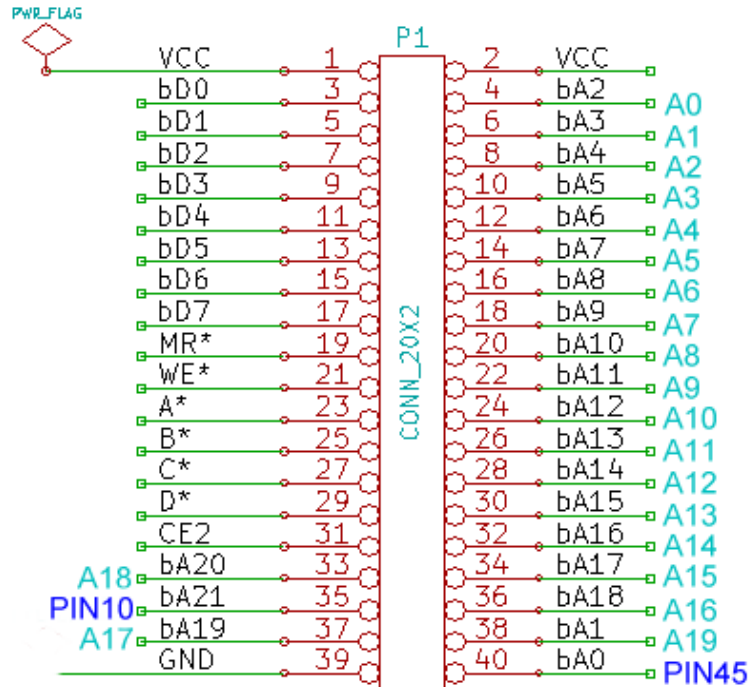 PWR_FLAG
P1
VCC 1 2 VCC
bD0 3 4 bA2 A0
bD1 5 6 bA3 A1
bD2 7 8 bA4 A2
bD3 9 10 bA5 A3
bD4 11 12 bA6 A4
bD5 13 14 bA7 A5
bD6 15 16 bA8 A6
bD7 17 18 bA9 A7
MR* 19 20 bA10 A8
WE* 21 22 bA11 A9
A* 23 24 bA12 A10
B* 25 26 bA13 A11
C* 27 28 bA14 A12
D* 29 30 bA15 A13
CE2 31 32 bA16 A14
A18 bA20 33 34 bA17 A15
PIN10 bA21 35 36 bA18 A16
A17 bA19 37 38 bA1 A19
GND 39 40 bA0 PIN45
CONN_20X2